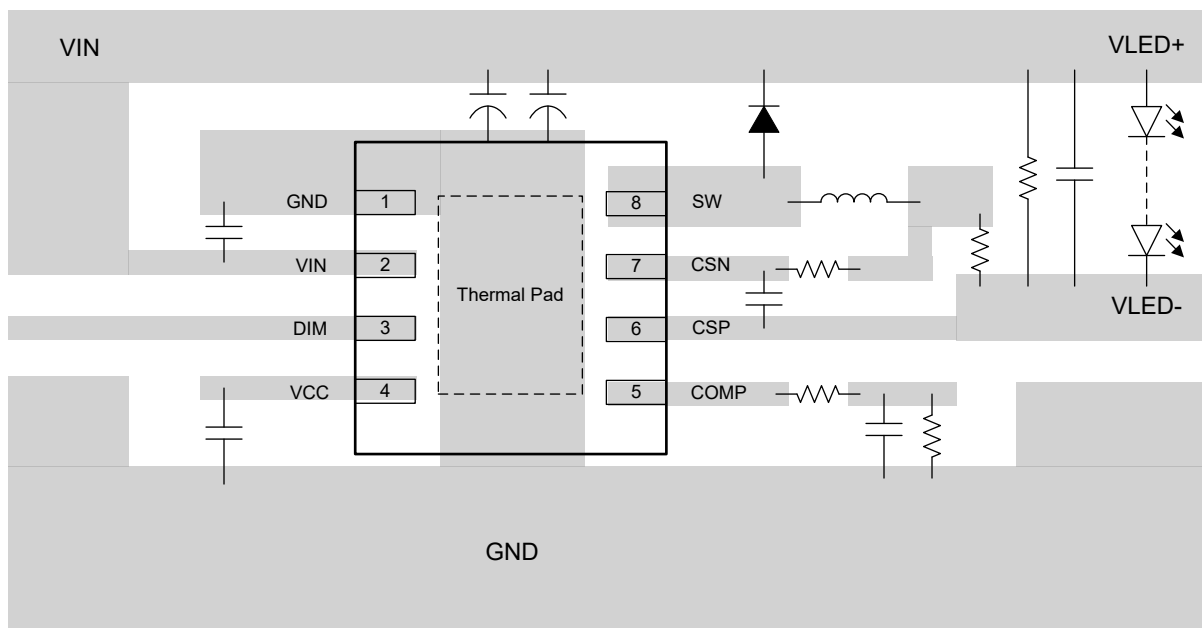 VIN
VLED+
GND 1
8 SW
VIN 2
7 CSN
Thermal Pad
VLED-
DIM 3
6 CSP
VCC 4
5 COMP
GND